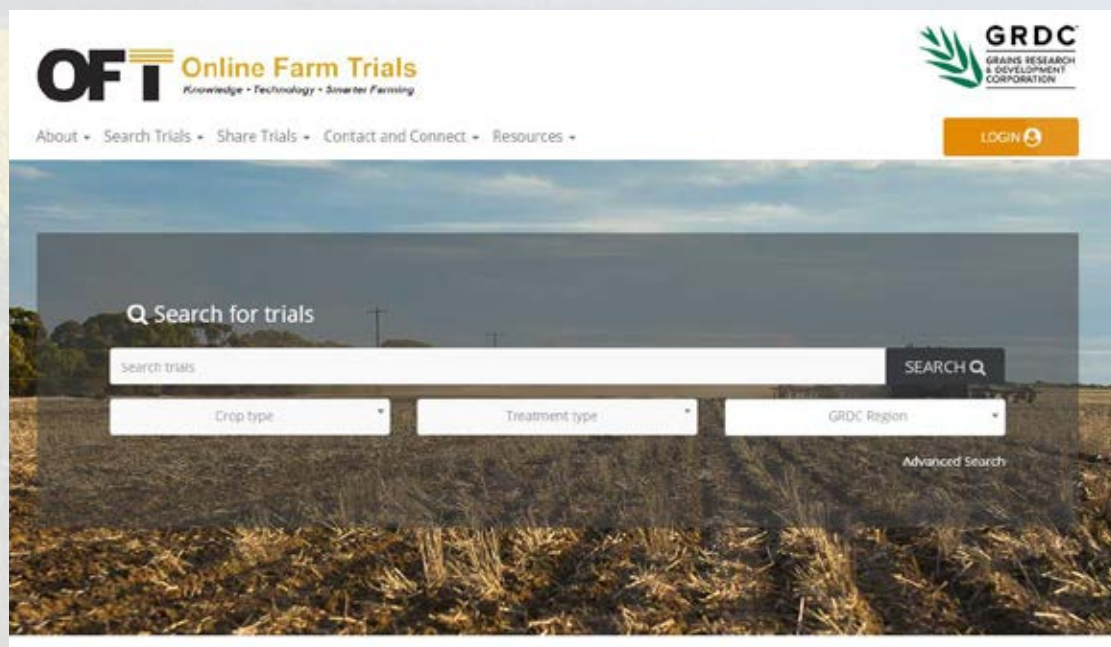 OFT Online Farm Trials
Knowledge - Technology - Smarter Farming
GRDC
GRAINS RESEARCH
& DEVELOPMENT
CORPORATION
About Search Trials Share Trials Contact and Connect Resources
LOGIN
Search for trials
Search trials
SEARCH
Crop type
Treatment type
GRDC Region
Advanced Search